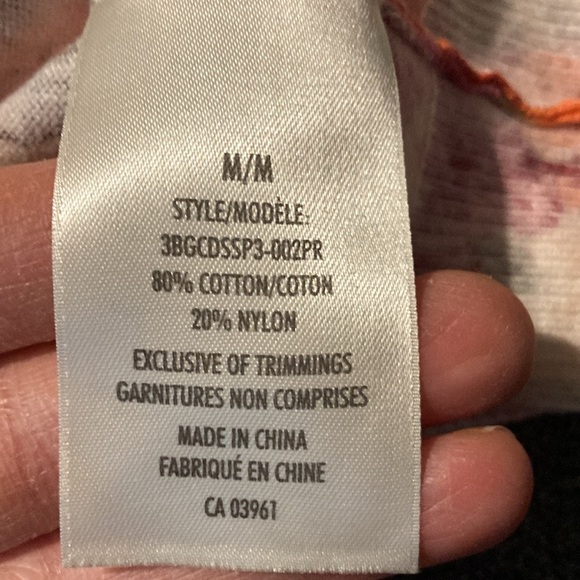 M/M
STYLE/MODÈLE:
3BGCDSSP3-002PR
80% COTTON/COTON
20% NYLON
EXCLUSIVE OF TRIMMINGS
GARNITURES NON COMPRISES
MADE IN CHINA
FABRIQUÉ EN CHINE
CA 03961